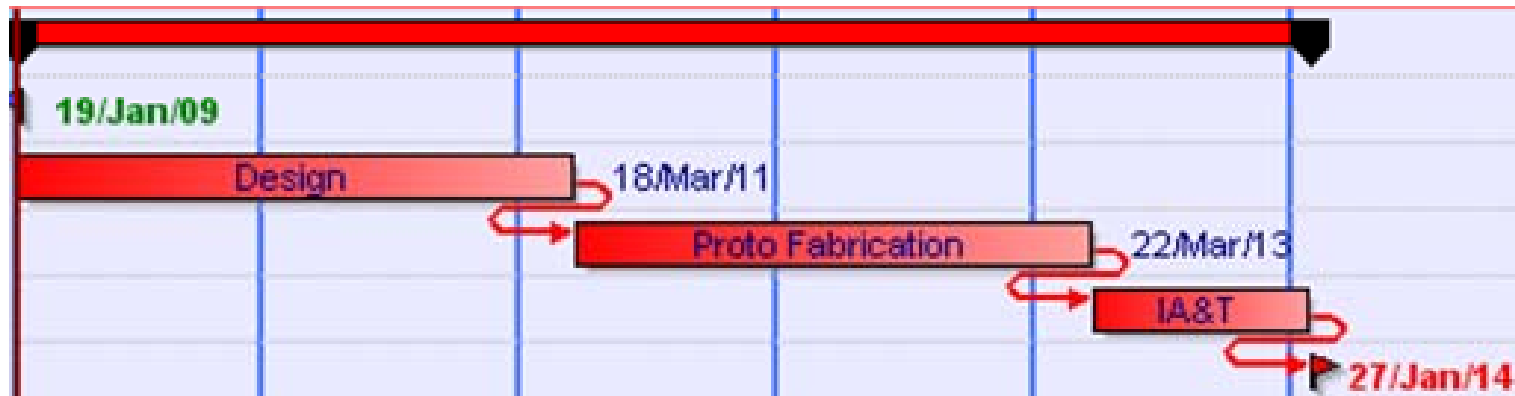 19/Jan/09
Design
18/Mar/11
Proto Fabrication
22/Mar/13
IA&T
27/Jan/14